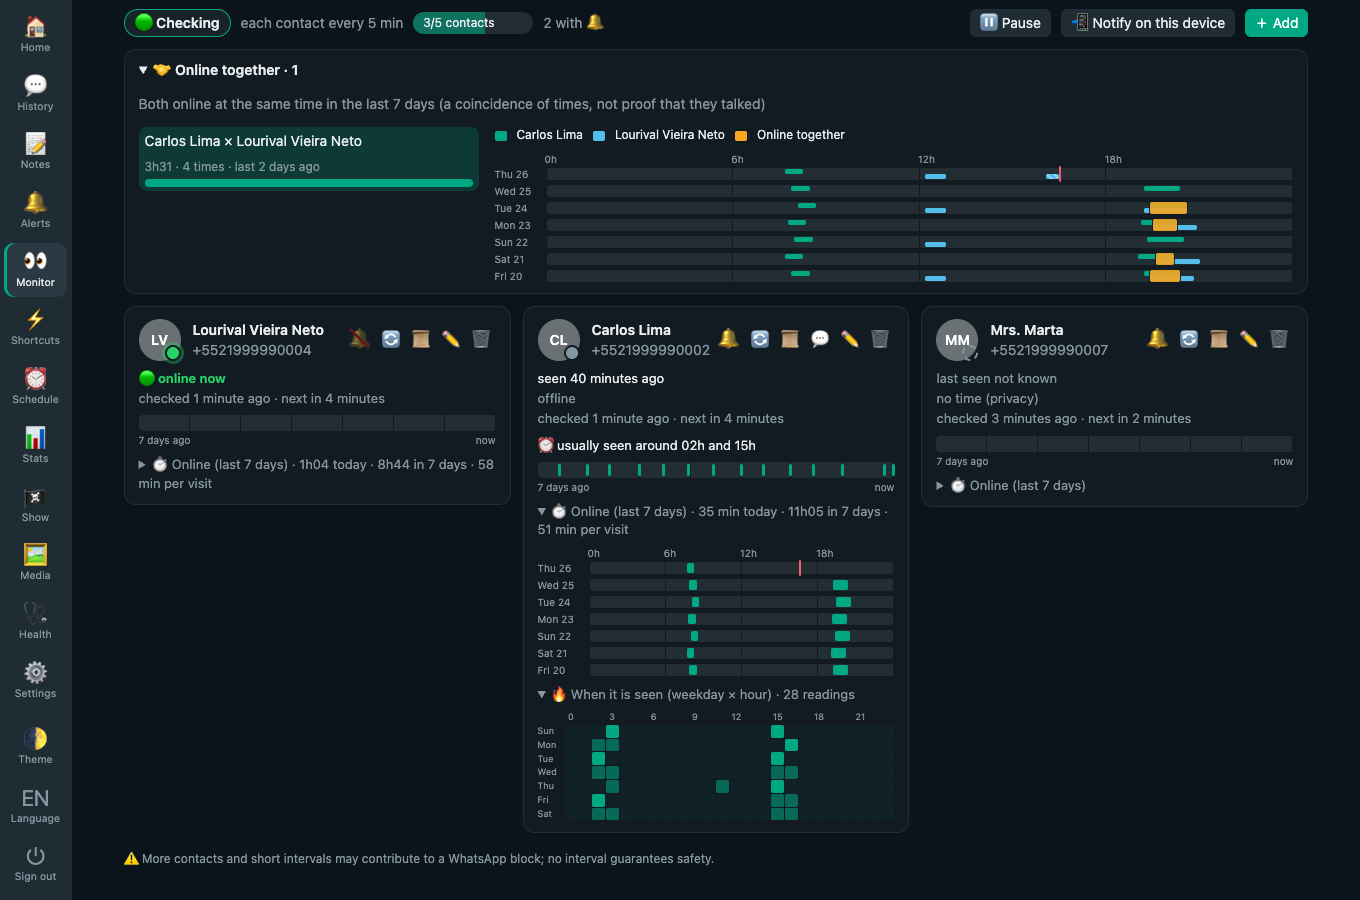 Home
History
Notes
Alerts
Monitor
Shortcuts
Schedule
Stats
Show
Media
Health
Settings
Theme
EN
Language
Sign out
Checking each contact every 5 min 3/5 contacts 2 with
Pause
Notify on this device
+ Add
Online together · 1
Both online at the same time in the last 7 days (a coincidence of times, not proof that they talked)
Carlos Lima × Lourival Vieira Neto
3h31 · 4 times · last 2 days ago
Carlos Lima Lourival Vieira Neto Online together
0h 6h 12h 18h
Thu 26
Wed 25
Tue 24
Mon 23
Sun 22
Sat 21
Fri 20
LV
Lourival Vieira Neto
+5521999990004
online now
checked 1 minute ago · next in 4 minutes
7 days ago now
Online (last 7 days) · 1h04 today · 8h44 in 7 days · 58
min per visit
CL
Carlos Lima
+5521999990002
seen 40 minutes ago
offline
checked 1 minute ago · next in 4 minutes
usually seen around 02h and 15h
7 days ago now
Online (last 7 days) · 35 min today · 11h05 in 7 days ·
51 min per visit
0h 6h 12h 18h
Thu 26
Wed 25
Tue 24
Mon 23
Sun 22
Sat 21
Fri 20
When it is seen (weekday × hour) · 28 readings
0 3 6 9 12 15 18 21
Sun
Mon
Tue
Wed
Thu
Fri
Sat
MM
Mrs. Marta
+5521999990007
last seen not known
no time (privacy)
checked 3 minutes ago · next in 2 minutes
7 days ago now
Online (last 7 days)
More contacts and short intervals may contribute to a WhatsApp block; no interval guarantees safety.